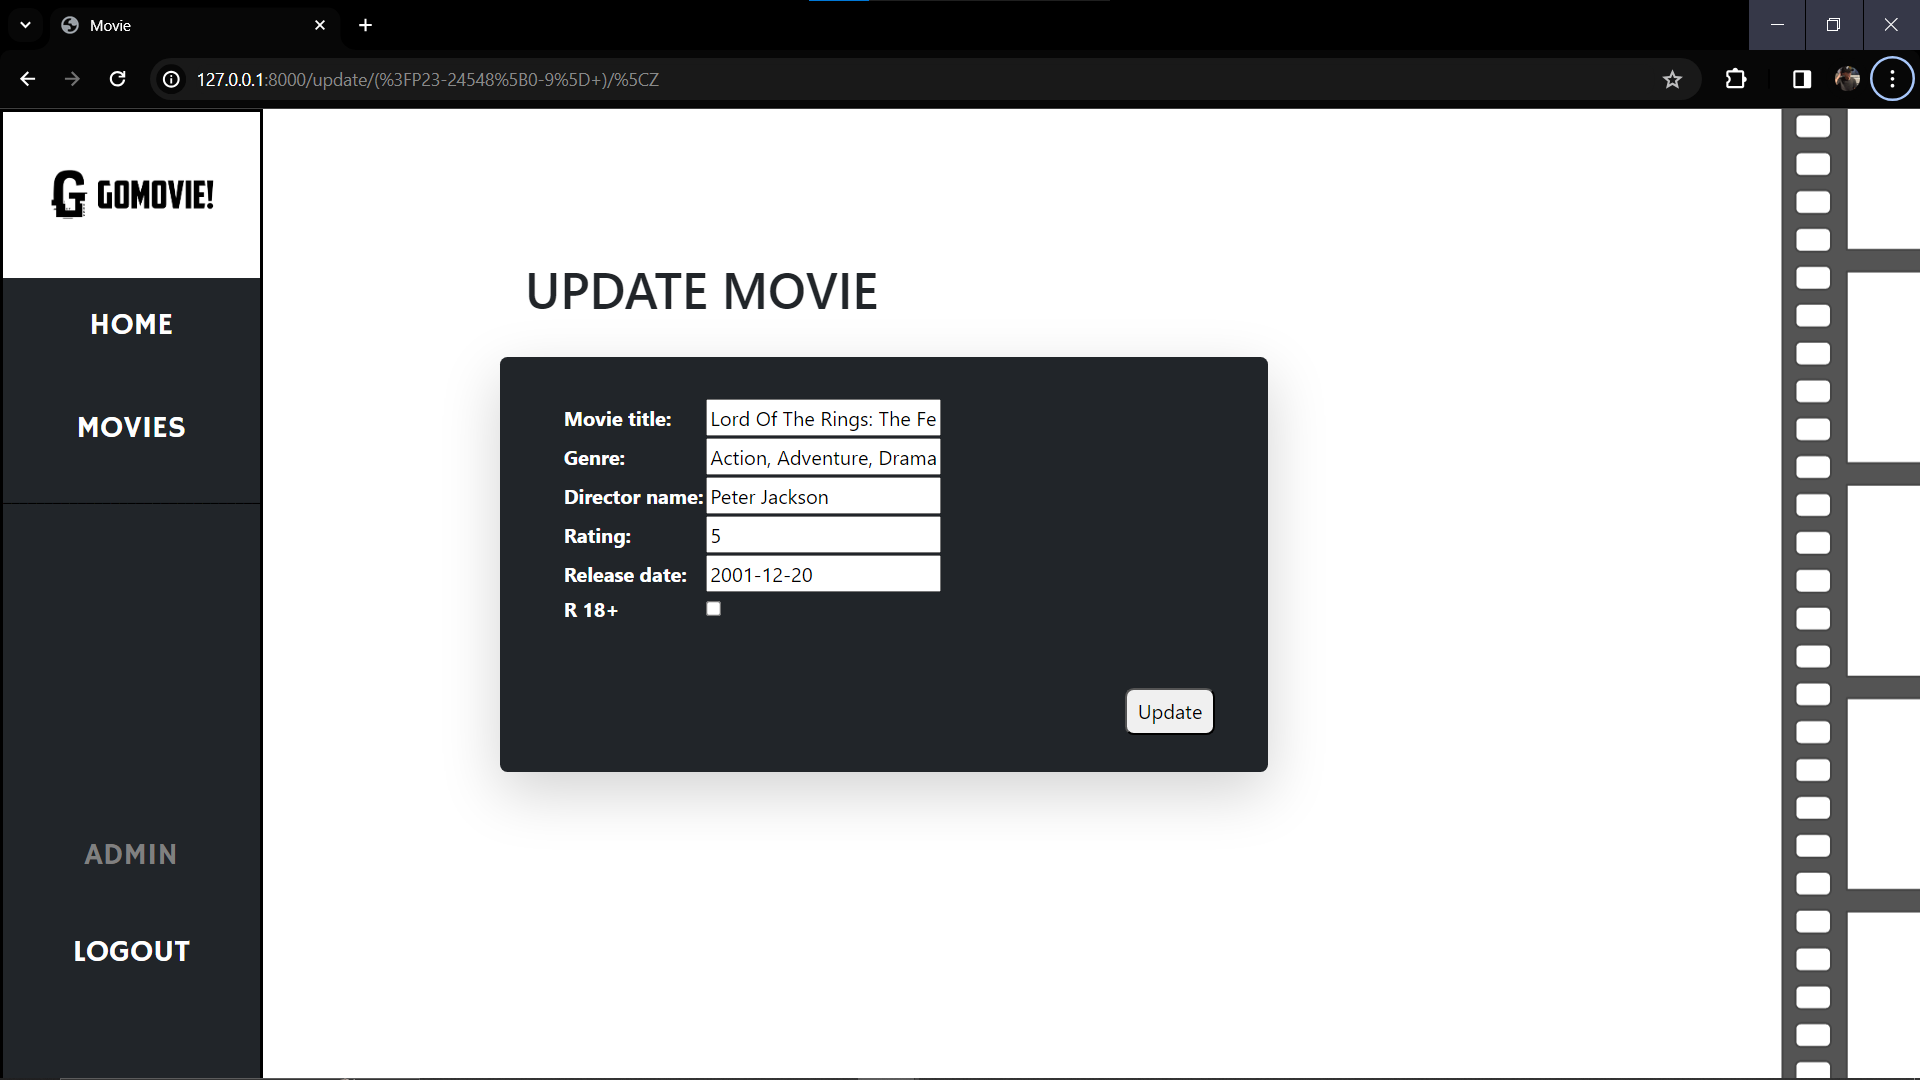 Movie
127.0.0.1:8000/update/(%3FP23-24548%5B0-9%5D+)/%5CZ
G GOMOVIE!
HOME
MOVIES
ADMIN
LOGOUT
UPDATE MOVIE
Movie title: Lord Of The Rings: The Fe
Genre: Action, Adventure, Drama
Director name: Peter Jackson
Rating: 5
Release date: 2001-12-20
R 18+
Update